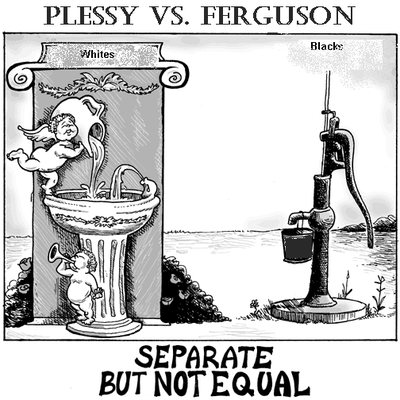 PLESSY VS. FERGUSON
Whites
Blacks
SEPARATE
BUT NOT EQUAL